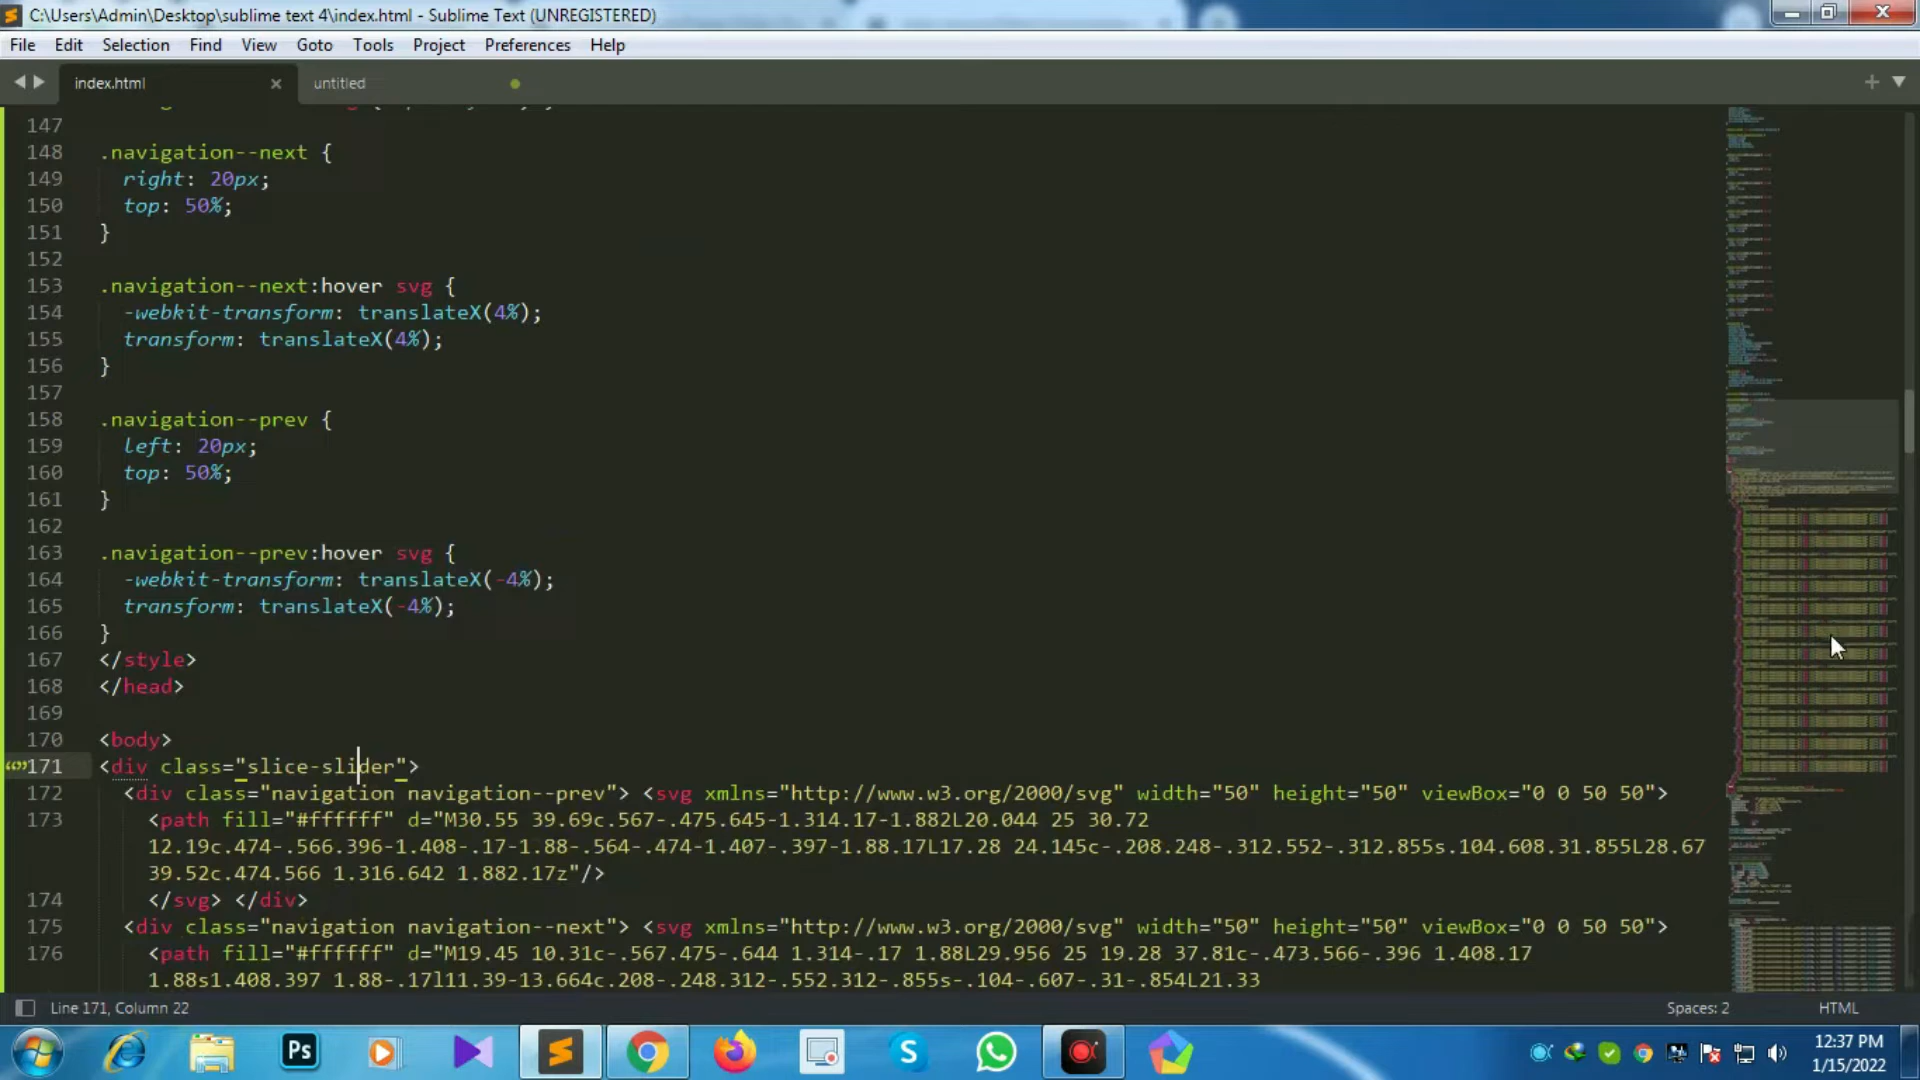 C:\Users\Admin\Desktop\sublime text 4\index.html - Sublime Text (UNREGISTERED)
File Edit Selection Find View Goto Tools Project Preferences Help
index.html × untitled
147
148 .navigation--next {
149 right: 20px;
150 top: 50%;
151 }
152
153 .navigation--next:hover svg {
154 -webkit-transform: translateX(4%);
155 transform: translateX(4%);
156 }
157
158 .navigation--prev {
159 left: 20px;
160 top: 50%;
161 }
162
163 .navigation--prev:hover svg {
164 -webkit-transform: translateX(-4%);
165 transform: translateX(-4%);
166 }
167 </style>
168 </head>
169
170 <body>
171 <div class="slice-slider">
172 <div class="navigation navigation--prev"> <svg xmlns="http://www.w3.org/2000/svg" width="50" height="50" viewBox="0 0 50 50">
173 <path fill="#ffffff" d="M30.55 39.69c.567-.475.645-1.314.17-1.882L20.044 25 30.72
12.19c.474-.566.396-1.408-.17-1.88-.564-.474-1.407-.397-1.88.17L17.28 24.145c-.208.248-.312.552-.312.855s.104.608.31.855L28.67
39.52c.474.566 1.316.642 1.882.17z"/>
174 </svg> </div>
175 <div class="navigation navigation--next"> <svg xmlns="http://www.w3.org/2000/svg" width="50" height="50" viewBox="0 0 50 50">
176 <path fill="#ffffff" d="M19.45 10.31c-.567.475-.644 1.314-.17 1.88L29.956 25 19.28 37.81c-.473.566-.396 1.408.17
1.88s1.408.397 1.88-.17l11.39-13.664c.208-.248.312-.552.312-.855s-.104-.607-.31-.854L21.33
Line 171, Column 22 Spaces: 2 HTML
Ps
S
12:37 PM
1/15/2022